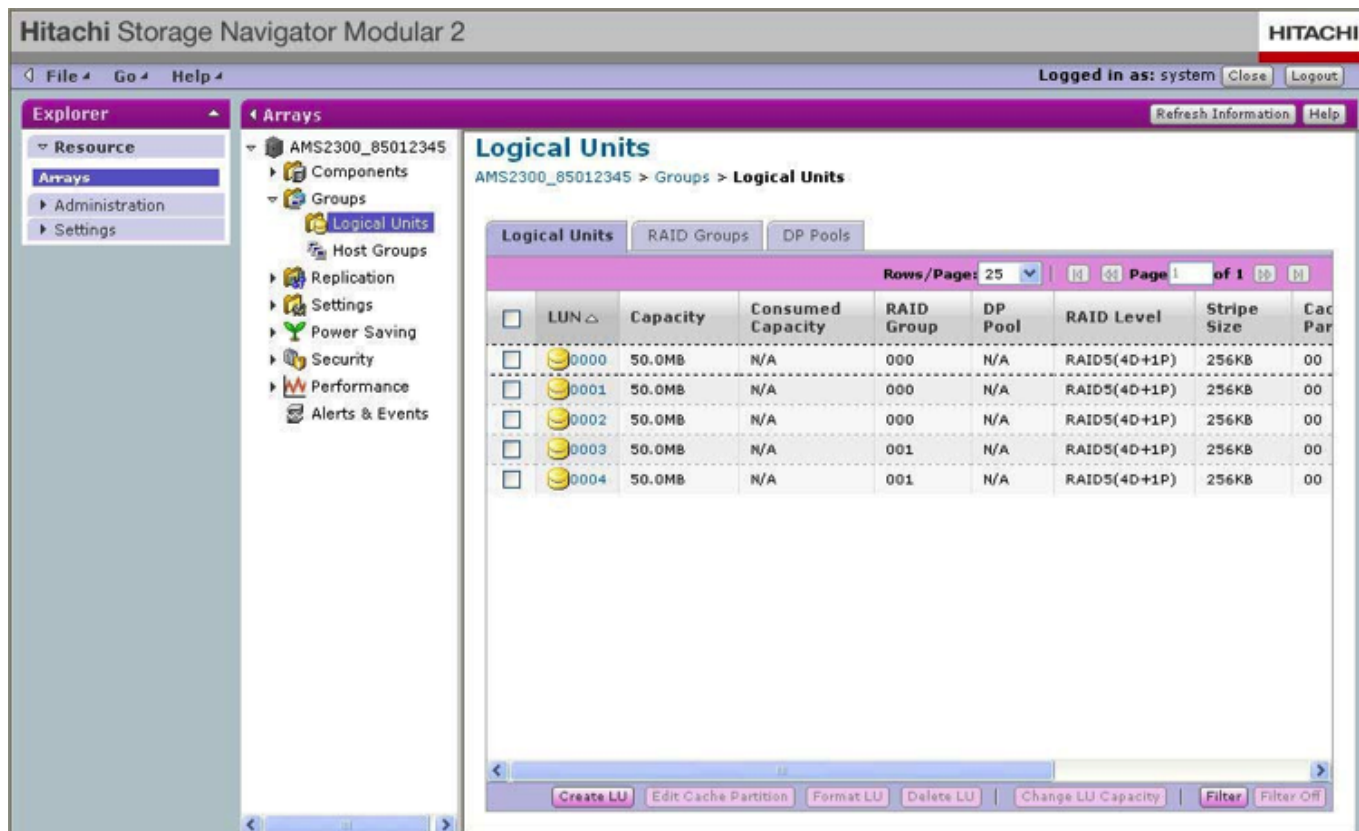 Hitachi Storage Navigator Modular 2
HITACHI
File Go Help
Logged in as: system Close Logout
Explorer
Resource
Arrays
Administration
Settings
Arrays
Refresh Information Help
AMS2300_85012345
Components
Groups
Logical Units
Host Groups
Replication
Settings
Power Saving
Security
Performance
Alerts & Events
Logical Units
AMS2300_85012345 > Groups > Logical Units
Logical Units RAID Groups DP Pools
Rows/Page: 25 Page 1 of 1
LUN Capacity Consumed Capacity RAID Group DP Pool RAID Level Stripe Size Cac Par
0000 50.0MB N/A 000 N/A RAID5(4D+1P) 256KB 00
0001 50.0MB N/A 000 N/A RAID5(4D+1P) 256KB 00
0002 50.0MB N/A 000 N/A RAID5(4D+1P) 256KB 00
0003 50.0MB N/A 001 N/A RAID5(4D+1P) 256KB 00
0004 50.0MB N/A 001 N/A RAID5(4D+1P) 256KB 00
Create LU Edit Cache Partition Format LU Delete LU | Change LU Capacity | Filter Filter Off